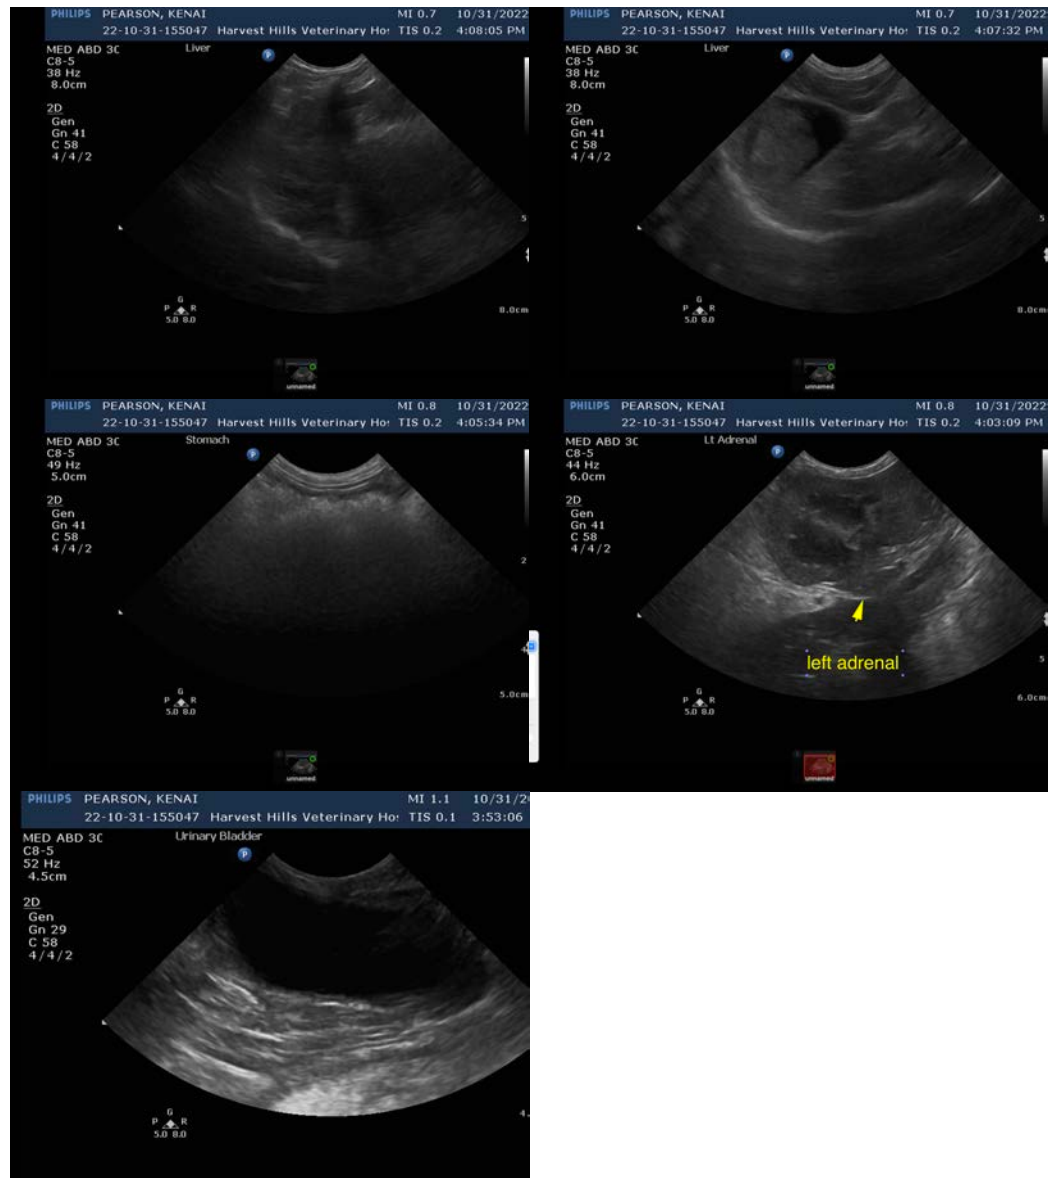 PHILIPS PEARSON, KENAI MI 0.7 10/31/2022
22-10-31-155047 Harvest Hills Veterinary Ho: TIS 0.2 4:08:05 PM
MED ABD 3C Liver
C8-5
38 Hz
8.0cm
2D
Gen
Gn 41
C 58
4/4/2
P
5
G
P R
5.0 8.0
8.0cm
unnamed
PHILIPS PEARSON, KENAI MI 0.7 10/31/2022
22-10-31-155047 Harvest Hills Veterinary Ho: TIS 0.2 4:07:32 PM
MED ABD 3C Liver
C8-5
38 Hz
8.0cm
2D
Gen
Gn 41
C 58
4/4/2
P
5
G
P R
5.0 8.0
8.0cm
unnamed
PHILIPS PEARSON, KENAI MI 0.8 10/31/2022
22-10-31-155047 Harvest Hills Veterinary Ho: TIS 0.2 4:05:34 PM
MED ABD 3C Stomach
C8-5
49 Hz
5.0cm
2D
Gen
Gn 41
C 58
4/4/2
P
2
4
G
P R
5.0 8.0
5.0cm
unnamed
PHILIPS PEARSON, KENAI MI 0.8 10/31/2022
22-10-31-155047 Harvest Hills Veterinary Ho: TIS 0.2 4:03:09 PM
MED ABD 3C Lt Adrenal
C8-5
44 Hz
6.0cm
2D
Gen
Gn 41
C 58
4/4/2
P
left adrenal
5
G
P R
5.0 8.0
6.0cm
unnamed
PHILIPS PEARSON, KENAI MI 1.1 10/31/2
22-10-31-155047 Harvest Hills Veterinary Ho: TIS 0.1 3:53:06
MED ABD 3C Urinary Bladder
C8-5
52 Hz
4.5cm
2D
Gen
Gn 29
C 58
4/4/2
P
G
P R
5.0 8.0
4.